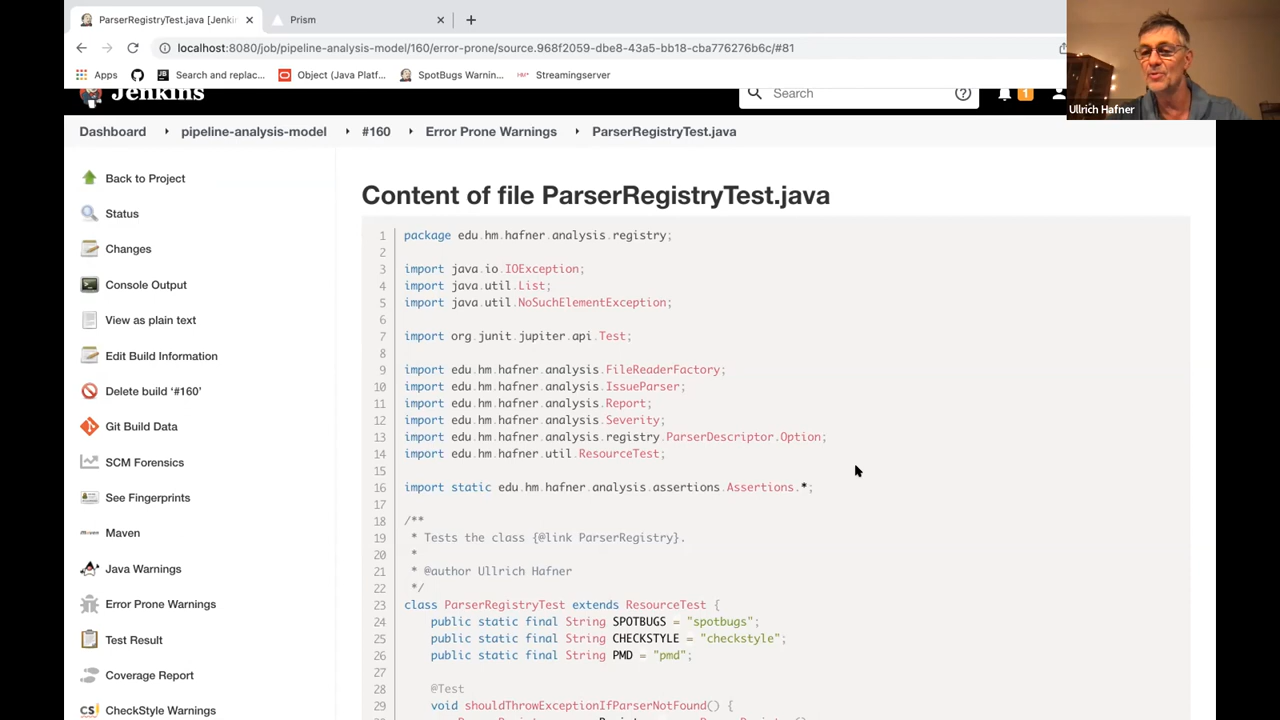 ParserRegistryTest.java [Jenki
Prism
localhost:8080/job/pipeline-analysis-model/160/error-prone/source.968f2059-dbe8-43a5-bb18-cba776276b6c/#81
Apps
Search and replac...
Object (Java Platf...
SpotBugs Warnin...
Streamingserver
Ullrich Hafner
Jenkins
Search
1
Dashboard
pipeline-analysis-model
#160
Error Prone Warnings
ParserRegistryTest.java
Back to Project
Status
Changes
Console Output
View as plain text
Edit Build Information
Delete build ‘#160’
Git Build Data
SCM Forensics
See Fingerprints
Maven
Java Warnings
Error Prone Warnings
Test Result
Coverage Report
CheckStyle Warnings
Content of file ParserRegistryTest.java
1 package edu.hm.hafner.analysis.registry;
2
3 import java.io.IOException;
4 import java.util.List;
5 import java.util.NoSuchElementException;
6
7 import org.junit.jupiter.api.Test;
8
9 import edu.hm.hafner.analysis.FileReaderFactory;
10 import edu.hm.hafner.analysis.IssueParser;
11 import edu.hm.hafner.analysis.Report;
12 import edu.hm.hafner.analysis.Severity;
13 import edu.hm.hafner.analysis.registry.ParserDescriptor.Option;
14 import edu.hm.hafner.util.ResourceTest;
15
16 import static edu.hm.hafner.analysis.assertions.Assertions.*;
17
18 /**
19 * Tests the class {@link ParserRegistry}.
20 *
21 * @author Ullrich Hafner
22 */
23 class ParserRegistryTest extends ResourceTest {
24 public static final String SPOTBUGS = "spotbugs";
25 public static final String CHECKSTYLE = "checkstyle";
26 public static final String PMD = "pmd";
27
28 @Test
29 void shouldThrowExceptionIfParserNotFound() {